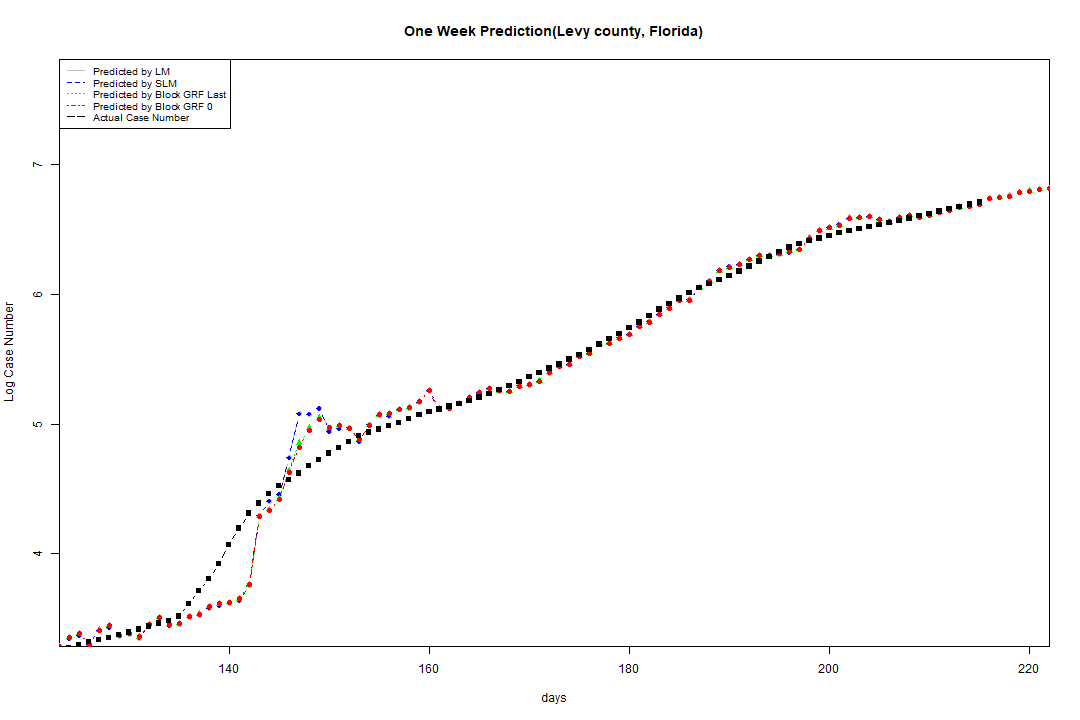 One Week Prediction(Levy county, Florida)
Predicted by LM
Predicted by SLM
Predicted by Block GRF Last
Predicted by Block GRF 0
Actual Case Number
7
6
5
4
Log Case Number
140 160 180 200 220
days